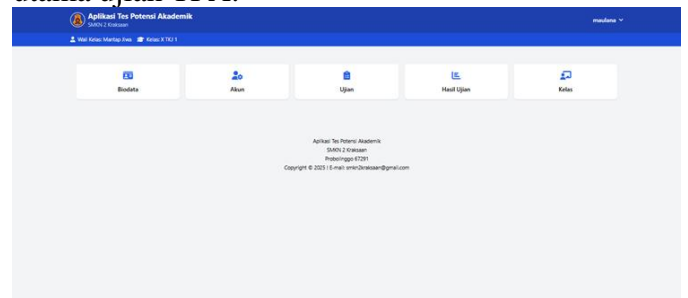 Aplikasi Tes Potensi Akademik
SMKN 2 Kraksaan
maulana
Wali Kelas Mantap Jiwa Kelas X TKJ 1
Biodata
Akun
Ujian
Hasil Ujian
Kelas
Aplikasi Tes Potensi Akademik
SMKN 2 Kraksaan
Probolinggo 67291
Copyright © 2025 | E-mail: smkn2kraksaan@gmail.com